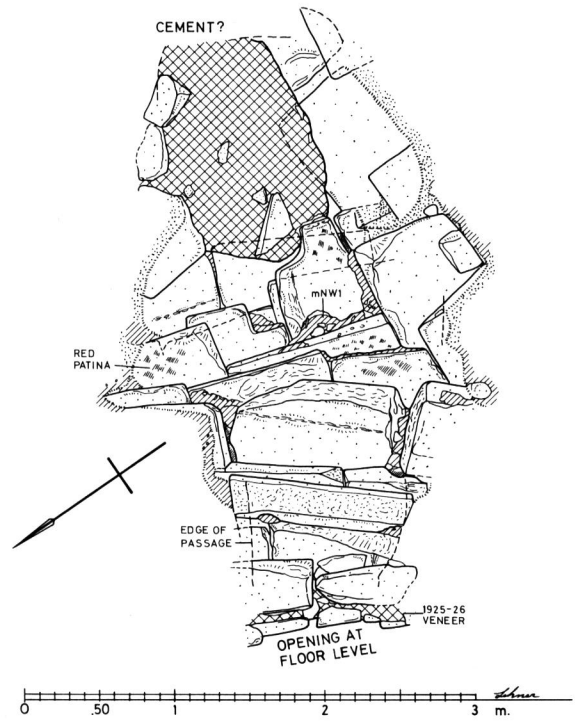 CEMENT?
mNW1
RED
PATINA
EDGE OF
PASSAGE
1925-26
VENEER
OPENING AT
FLOOR LEVEL
Lehner
0 .50 1 2 3 m.